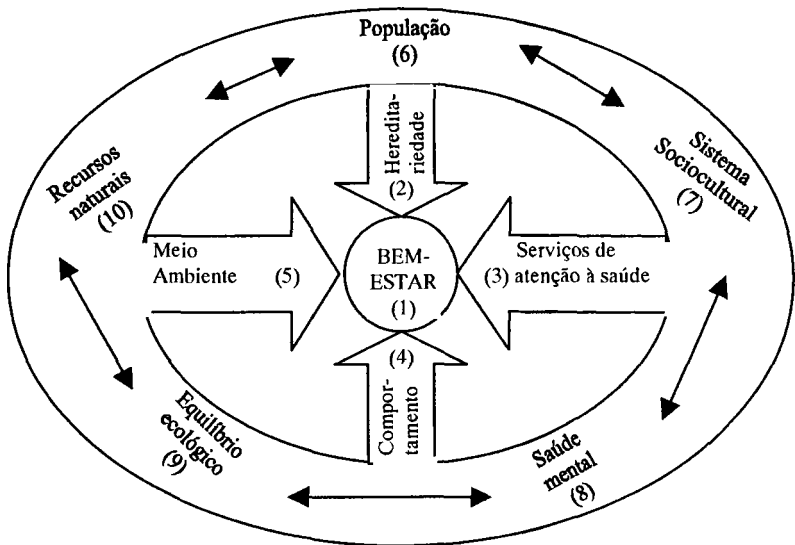 População
(6)
Heredita-
riedade
(2)
Sistema
Sociocultural
(7)
Recursos
naturais
(10)
Meio
Ambiente (5)
BEM-
ESTAR
(1)
Serviços de
(3) atenção à saúde
(4)
Compor-
tamento
Equilíbrio
ecológico
(9)
Saúde
mental
(8)